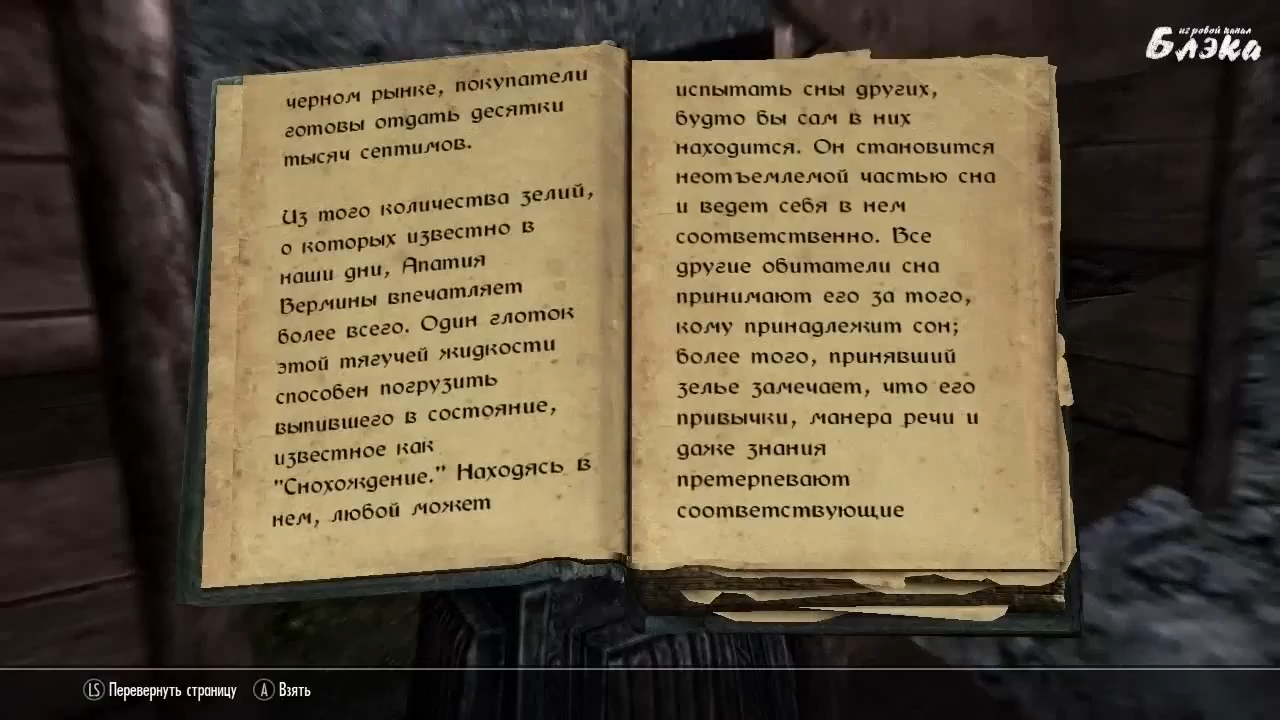 игровой канал
Блэка
черном рынке, покупатели
готовы отдать десятки
тысяч септимов.
Из того количества зелий,
о которых известно в
наши дни, Апатия
Вермины впечатляет
более всего. Один глоток
этой тягучей жидкости
способен погрузить
выпившего в состояние,
известное как
"Снохождение." Находясь в
нем, любой может
испытать сны других,
будто бы сам в них
находится. Он становится
неотъемлемой частью сна
и ведет себя в нем
соответственно. Все
другие обитатели сна
принимают его за того,
кому принадлежит сон;
более того, принявший
зелье замечает, что его
привычки, манера речи и
даже знания
претерпевают
соответствующие
LS Перевернуть страницу A Взять